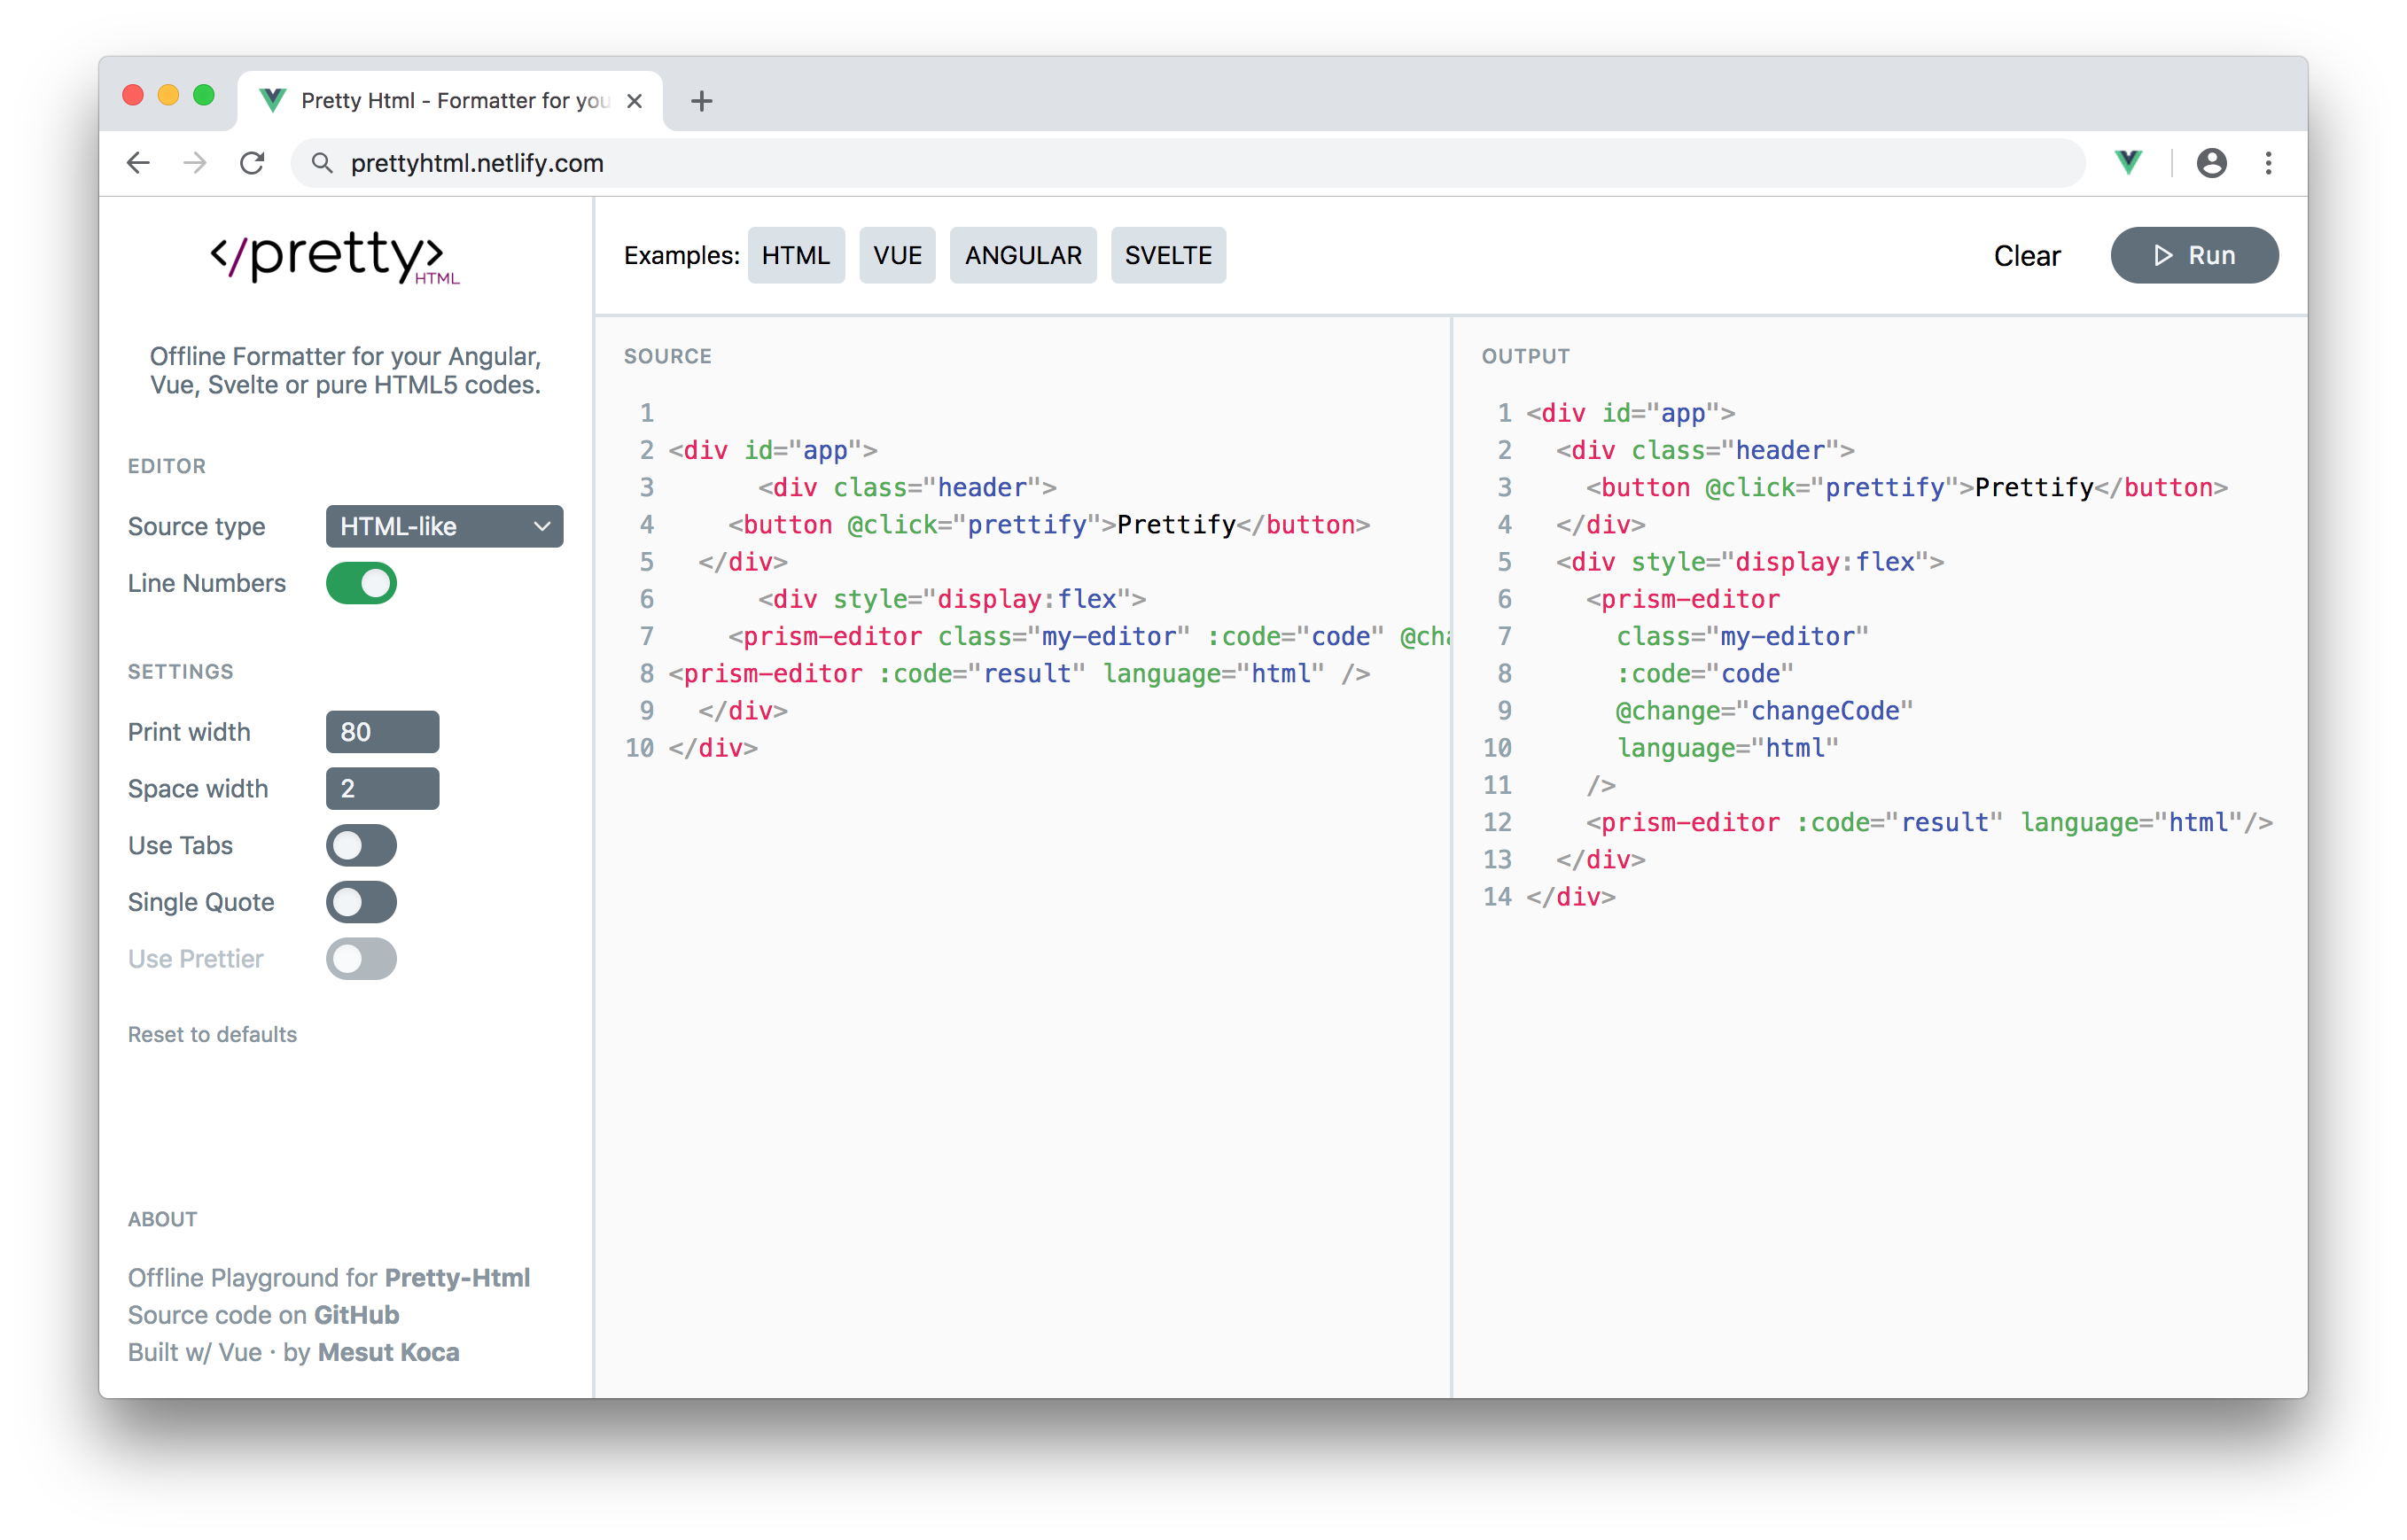 Pretty Html - Formatter for you
prettyhtml.netlify.com
</pretty>
HTML
Offline Formatter for your Angular,
Vue, Svelte or pure HTML5 codes.
EDITOR
Source type HTML-like
Line Numbers
SETTINGS
Print width 80
Space width 2
Use Tabs
Single Quote
Use Prettier
Reset to defaults
ABOUT
Offline Playground for Pretty-Html
Source code on GitHub
Built w/ Vue · by Mesut Koca
Examples: HTML VUE ANGULAR SVELTE
Clear Run
SOURCE
1
2 <div id="app">
3       <div class="header">
4     <button @click="prettify">Prettify</button>
5   </div>
6       <div style="display:flex">
7     <prism-editor class="my-editor" :code="code" @cha
8 <prism-editor :code="result" language="html" />
9   </div>
10 </div>
OUTPUT
1 <div id="app">
2   <div class="header">
3     <button @click="prettify">Prettify</button>
4   </div>
5   <div style="display:flex">
6     <prism-editor
7       class="my-editor"
8       :code="code"
9       @change="changeCode"
10       language="html"
11     />
12     <prism-editor :code="result" language="html"/>
13   </div>
14 </div>